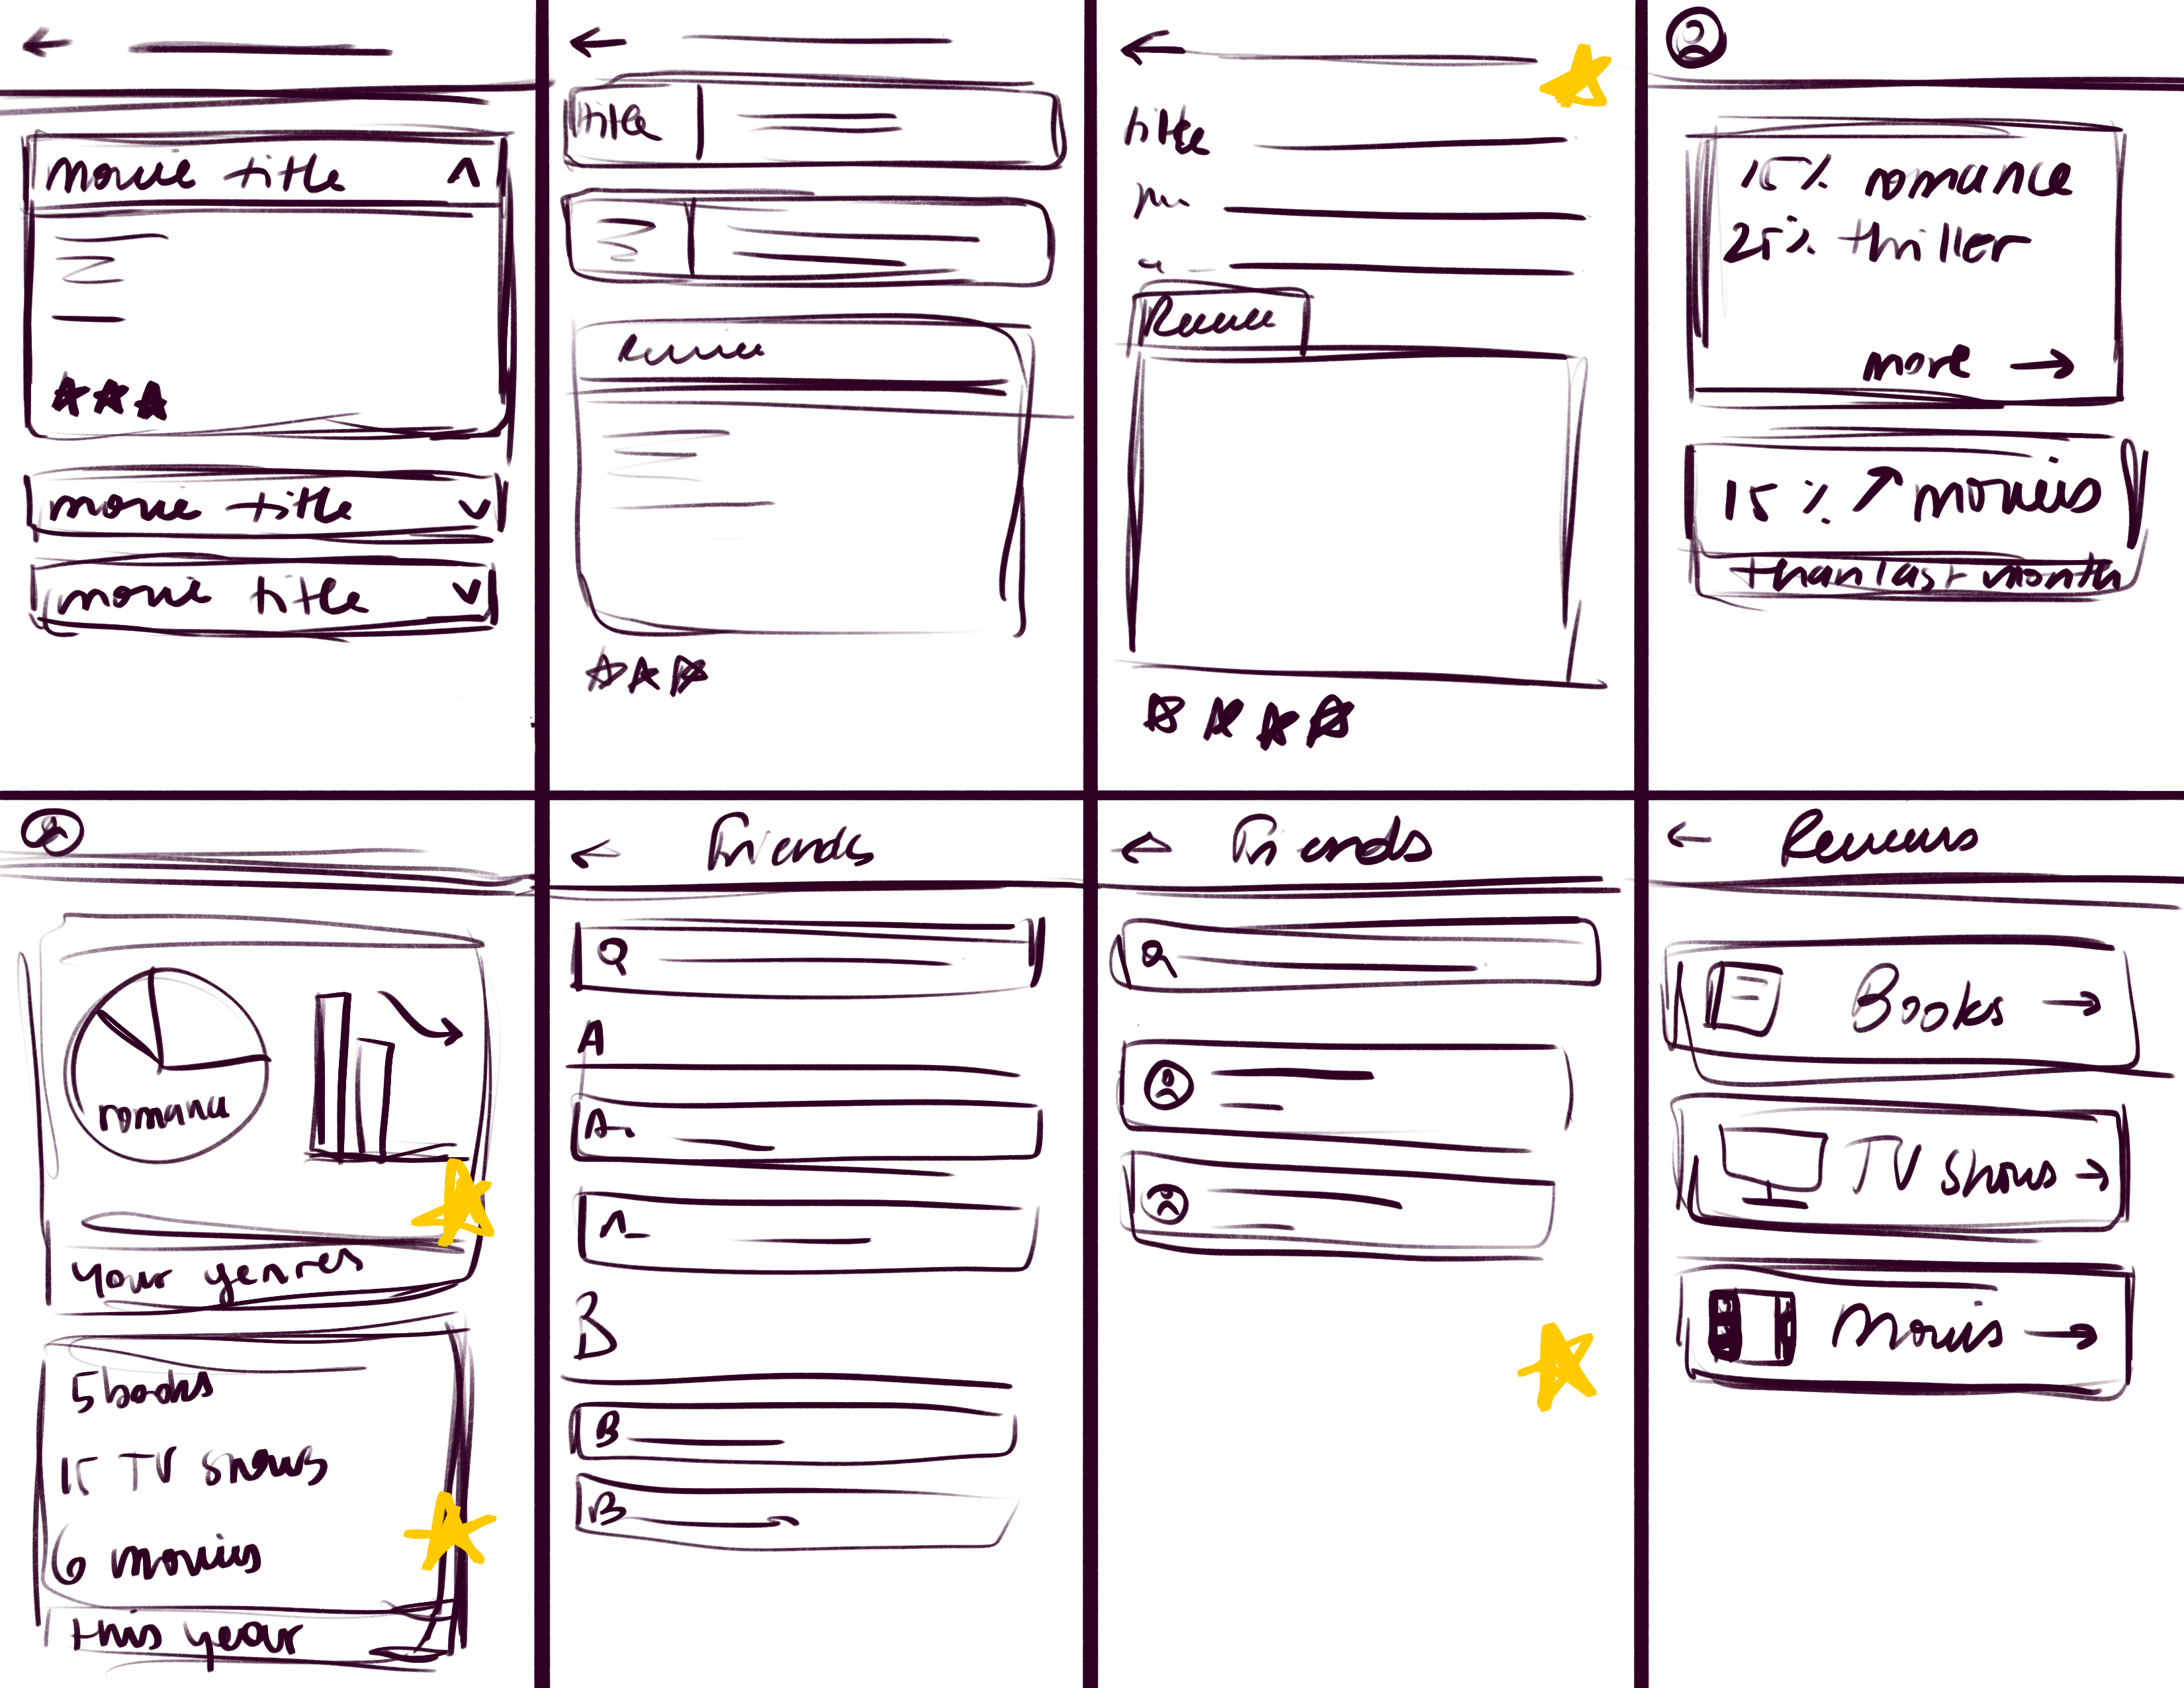 movie title
movie title
movie title
title
Review
title
Review
15% romance
25% thriller
more →
15% ↑ movies
than last month
romance
your genres
5 books
15 TV shows
6 movies
this year
Friends
A
A
B
B
B
Friends
Reviews
Books →
TV shows →
Movies →